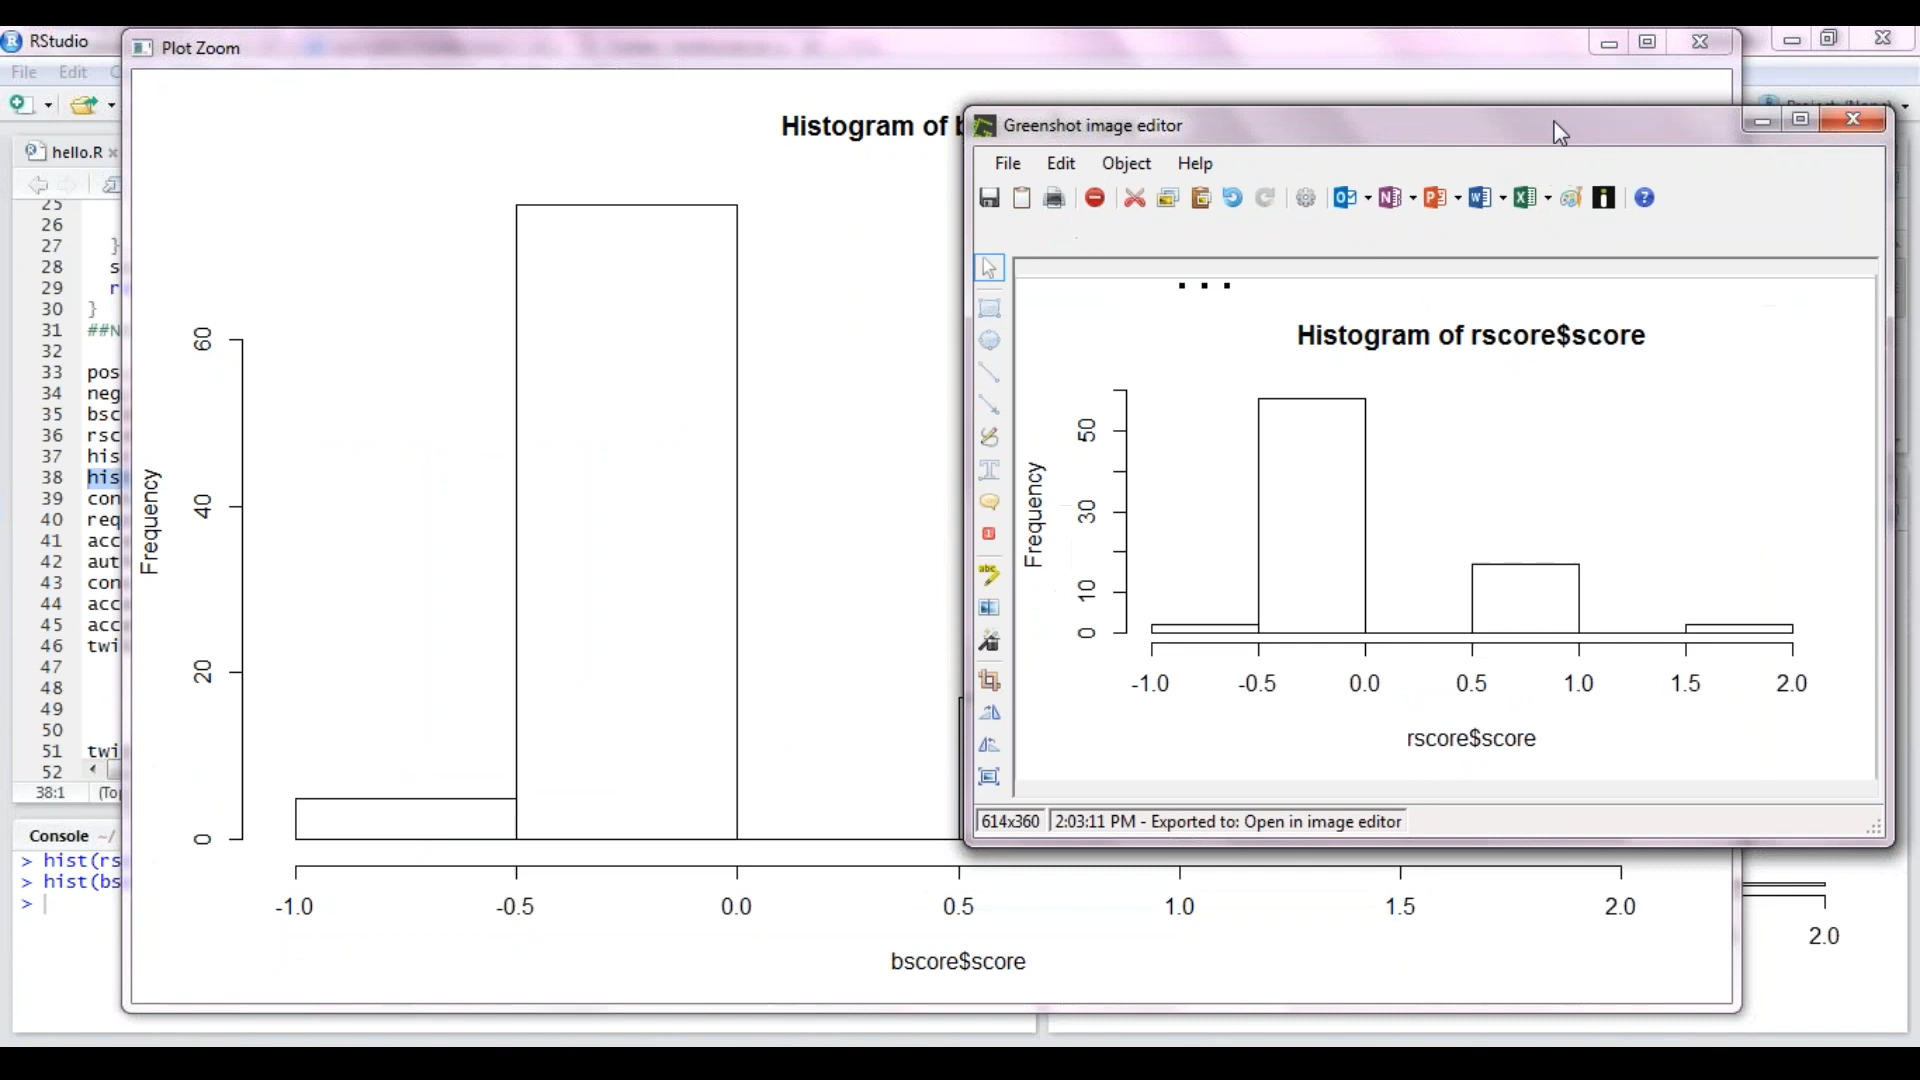 RStudio
File Edit
Plot Zoom
hello.R
25
26
27 }
28 s
29 r
30 }
31 ##N
32
33 pos
34 neg
35 bsc
36 rsc
37 his
38 his
39 con
40 req
41 acc
42 aut
43 con
44 acc
45 acc
46 twi
47
48
49
50
51 twi
52
38:1 (Top
Console ~/
> hist(rs
> hist(bs
>
Histogram of b
Frequency
60
40
20
0
-1.0 -0.5 0.0 0.5 1.0 1.5 2.0
bscore$score
2.0
Greenshot image editor
File Edit Object Help
Histogram of rscore$score
Frequency
50
30
10
0
-1.0 -0.5 0.0 0.5 1.0 1.5 2.0
rscore$score
614x360 2:03:11 PM - Exported to: Open in image editor